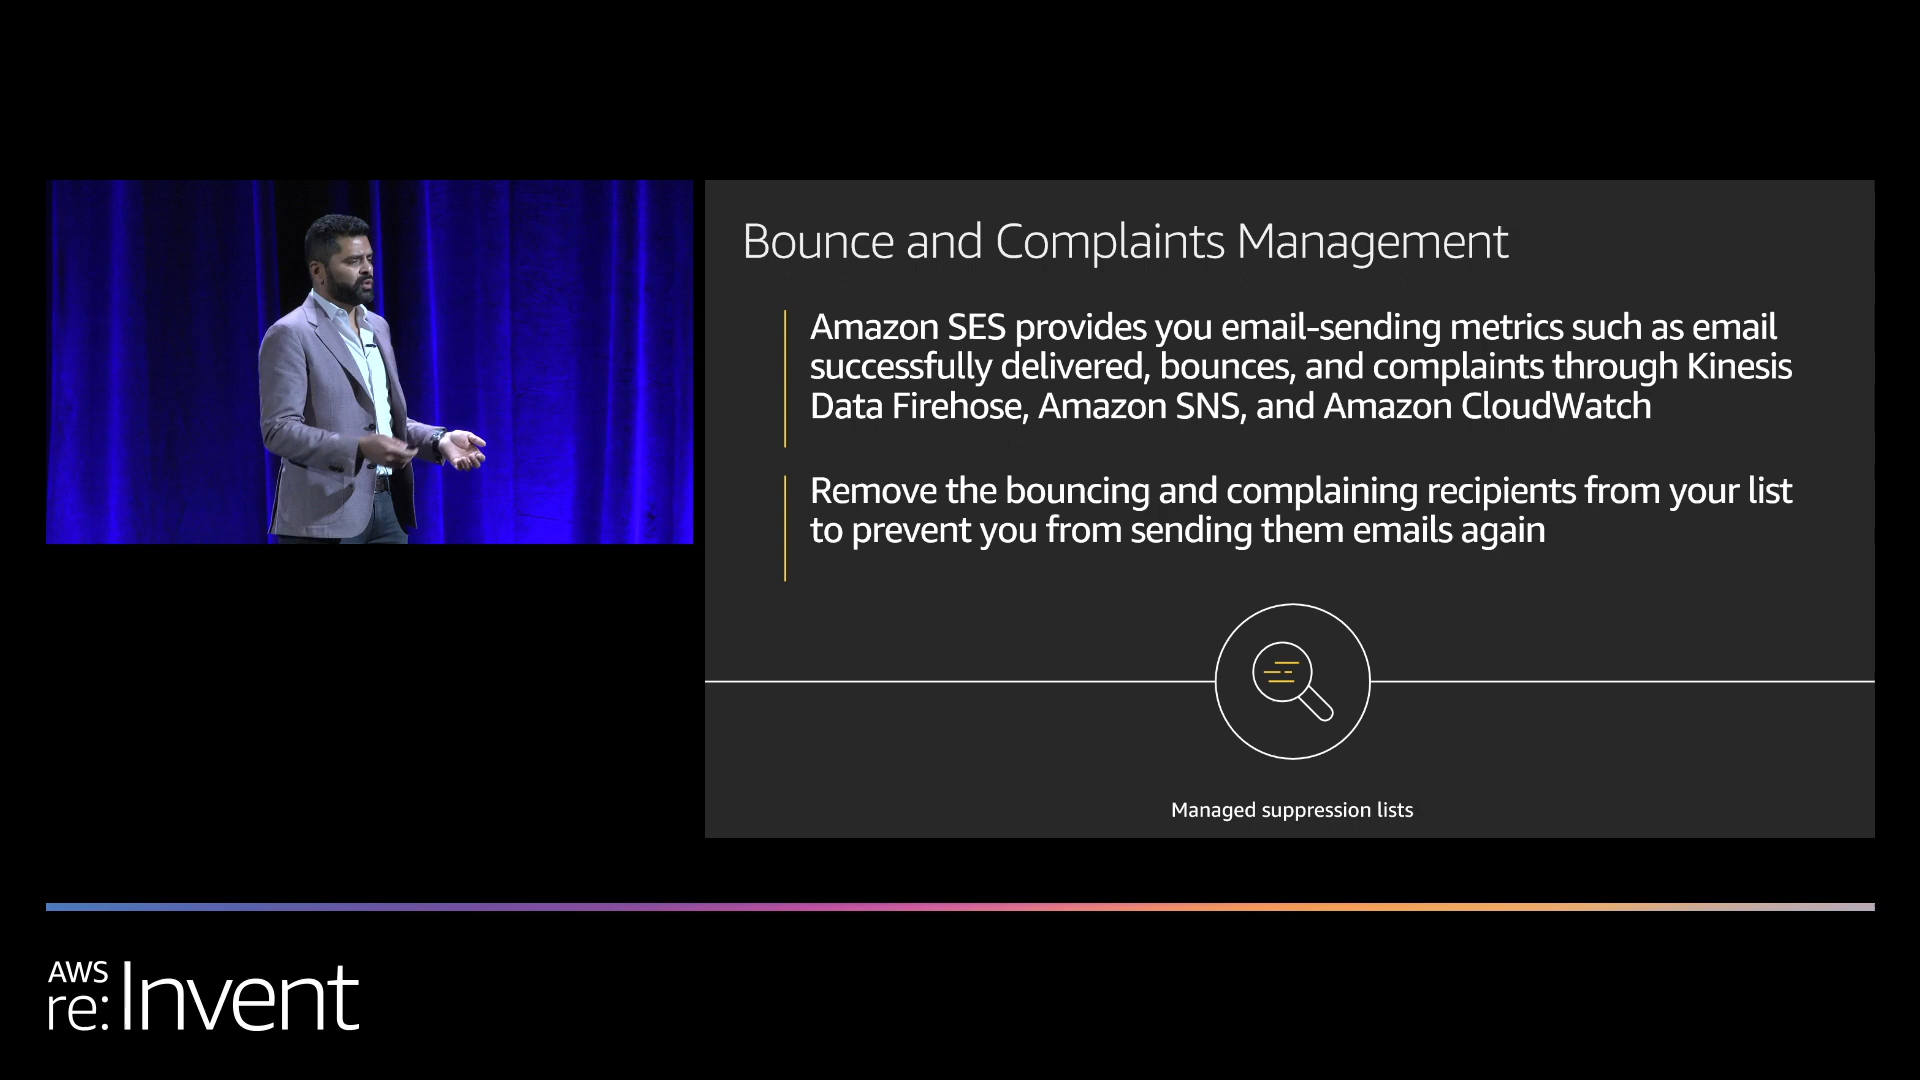 Bounce and Complaints Management
Amazon SES provides you email-sending metrics such as email
successfully delivered, bounces, and complaints through Kinesis
Data Firehose, Amazon SNS, and Amazon CloudWatch
Remove the bouncing and complaining recipients from your list
to prevent you from sending them emails again
Managed suppression lists
AWS
re:Invent